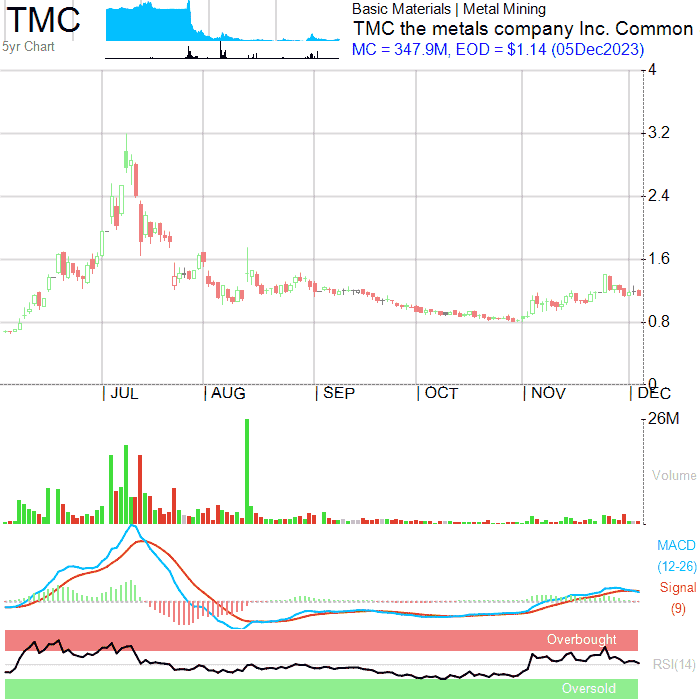 TMC
5yr Chart
Basic Materials | Metal Mining
TMC the metals company Inc. Common
MC = 347.9M, EOD = $1.14 (05Dec2023)
4
3.2
2.4
1.6
0.8
0
| JUL | AUG | SEP | OCT | NOV | DEC
26M
Volume
MACD
(12-26)
Signal
(9)
Overbought
RSI(14)
Oversold